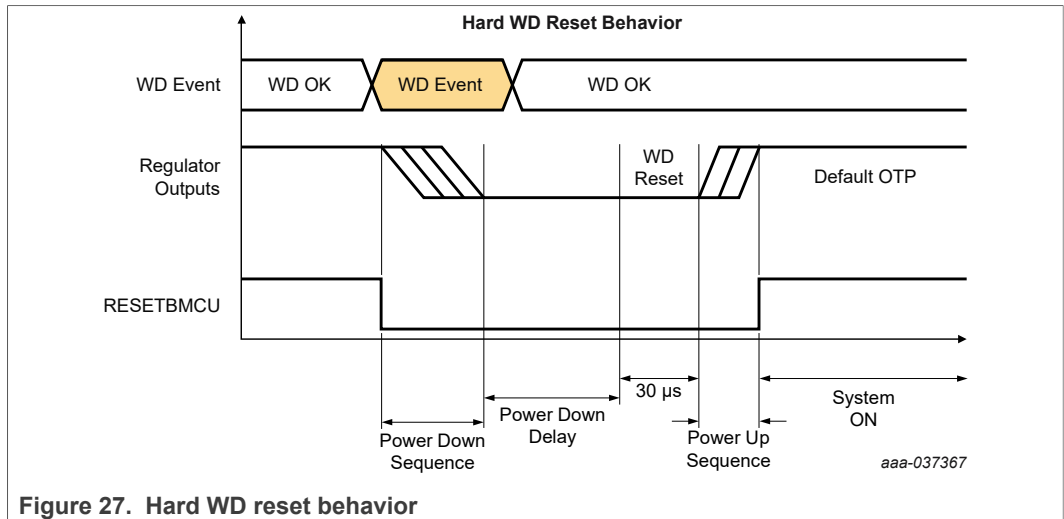 Hard WD Reset Behavior
WD Event
WD OK
WD Event
WD OK
Regulator
Outputs
WD
Reset
Default OTP
RESETBMCU
30 µs
System
ON
Power Down
Delay
Power Down
Sequence
Power Up
Sequence
aaa-037367
Figure 27. Hard WD reset behavior